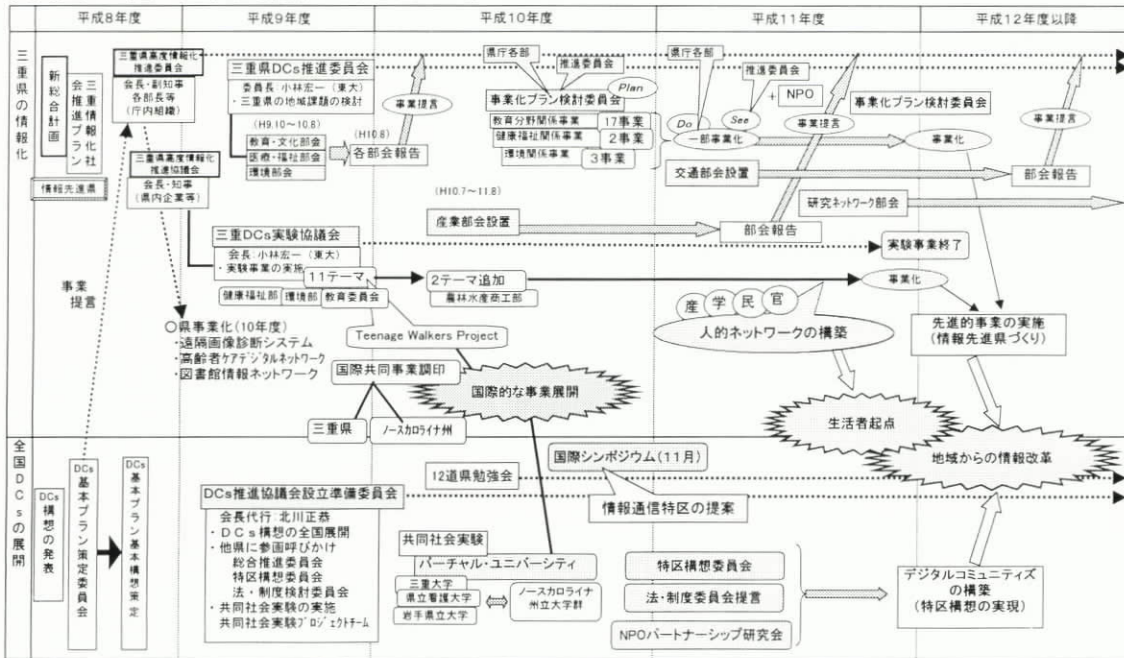 平成8年度
平成9年度
平成10年度
平成11年度
平成12年度以降
三重県の情報化
新総合計画
三重情報化社
会推進プラン
情報先進県
三重県高度情報化
推進委員会
会長・副知事
各部長等
(庁内組織)
三重県高度情報化
推進協議会
会長・知事
(県内企業等)
事業
提言
三重県DCs推進委員会
委員長:小林宏一(東大)
・三重県の地域課題の検討
(H9.10~10.8)
教育・文化部会
医療・福祉部会
環境部会
(H10.8)
各部会報告
事業提言
県庁各部
推進委員会
Plan
事業化プラン検討委員会
教育分野関係事業
17事業
健康福祉関係事業
2事業
環境関係事業
3事業
県庁各部
推進委員会
+ NPO
Do
See
一部事業化
事業提言
事業化プラン検討委員会
事業化
事業提言
交通部会設置
部会報告
研究ネットワーク部会
(H10.7~11.8)
産業部会設置
部会報告
三重DCs実験協議会
会長:小林宏一(東大)
・実験事業の実施
11テーマ
健康福祉部
環境部
教育委員会
2テーマ追加
農林水産商工部
実験事業終了
事業化
産学民官
人的ネットワークの構築
先進的事業の実施
(情報先進県づくり)
○県事業化(10年度)
・遠隔画像診断システム
・高齢者ケアデジタルネットワーク
・図書館情報ネットワーク
Teenage Walkers Project
国際共同事業調印
国際的な事業展開
三重県
ノースカロライナ州
生活者起点
地域からの情報改革
全国DCsの展開
DCs構想の発表
DCs基本プラン策定委員会
DCs基本プラン基本構想策定
国際シンポジウム(11月)
12道県勉強会
DCs推進協議会設立準備委員会
情報通信特区の提案
会長代行:北川正恭
・DCs構想の全国展開
・他県に参画呼びかけ
総合推進委員会
特区構想委員会
法・制度検討委員会
・共同社会実験の実施
共同社会実験プロジェクトチーム
共同社会実験
バーチャル・ユニバーシティ
三重大学
県立看護大学
岩手県立大学
ノースカロライナ
州立大学群
特区構想委員会
法・制度委員会提言
NPOパートナーシップ研究会
デジタルコミュニティズ
の構築
(特区構想の実現)